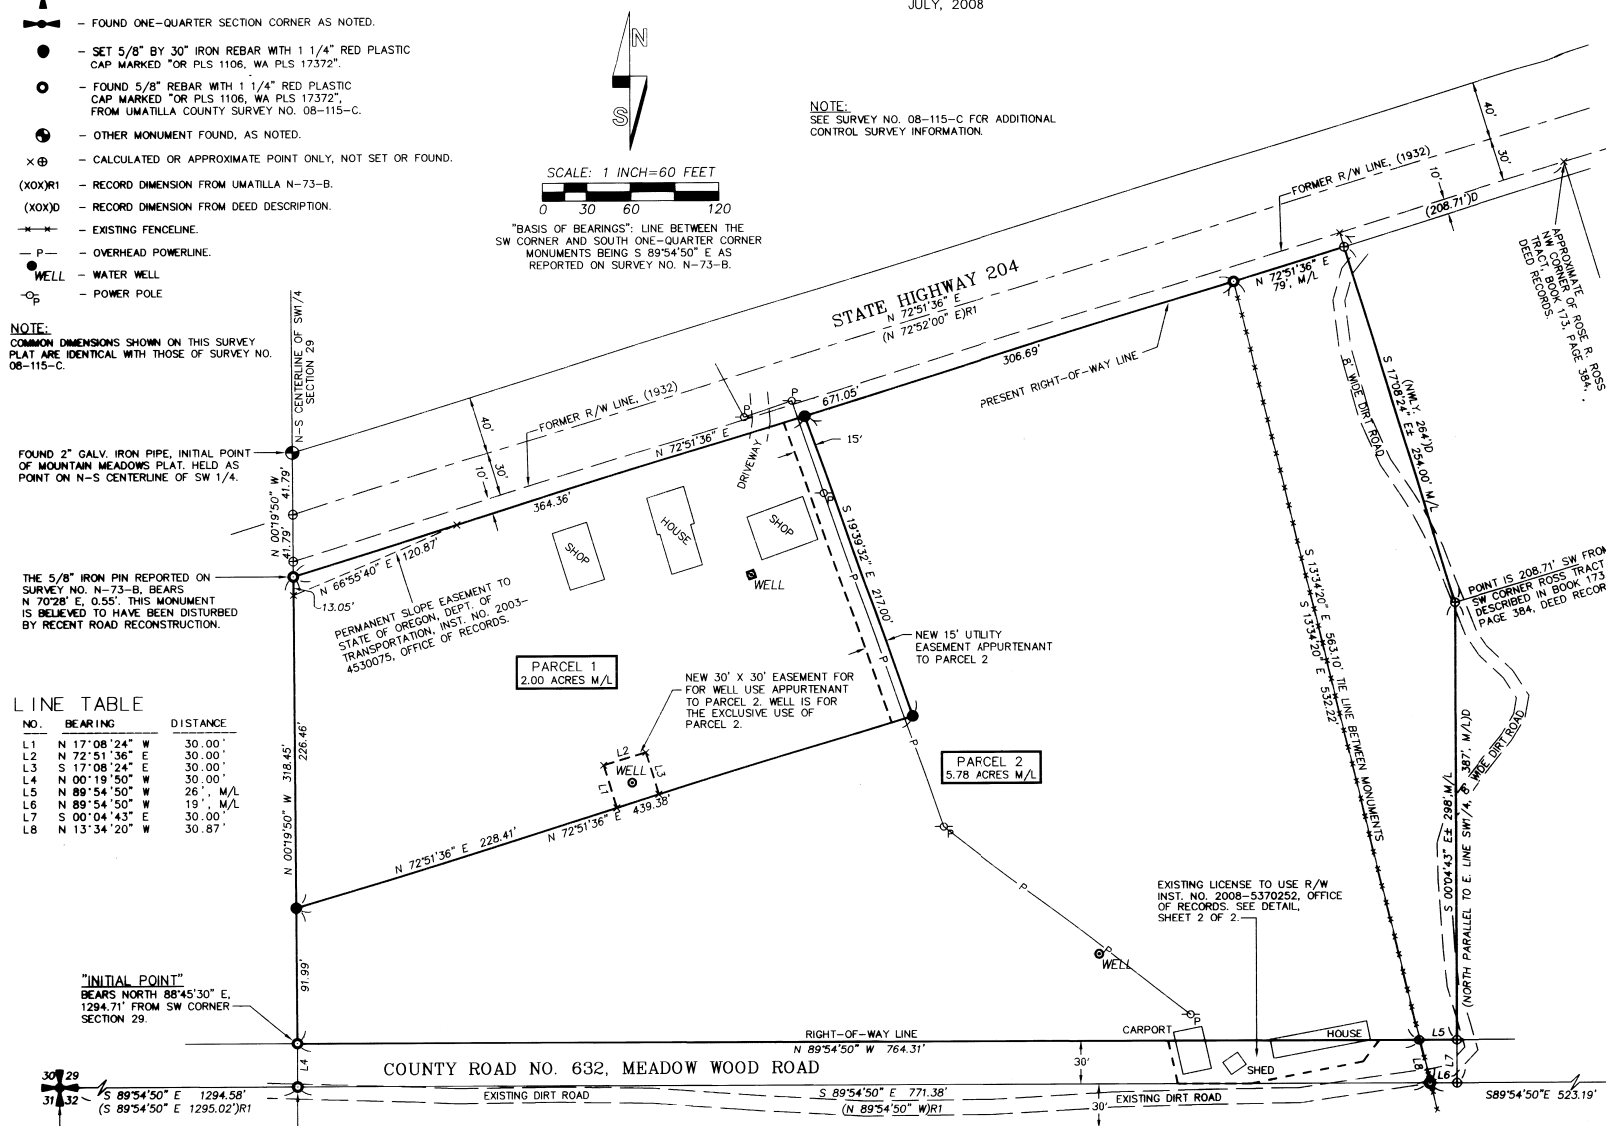 JULY, 2008
– FOUND ONE–QUARTER SECTION CORNER AS NOTED.
– SET 5/8" BY 30" IRON REBAR WITH 1 1/4" RED PLASTIC
CAP MARKED "OR PLS 1106, WA PLS 17372".
– FOUND 5/8" REBAR WITH 1 1/4" RED PLASTIC
CAP MARKED "OR PLS 1106, WA PLS 17372",
FROM UMATILLA COUNTY SURVEY NO. 08–115–C.
– OTHER MONUMENT FOUND, AS NOTED.
– CALCULATED OR APPROXIMATE POINT ONLY, NOT SET OR FOUND.
(XOX)R1 – RECORD DIMENSION FROM UMATILLA N–73–B.
(XOX)D – RECORD DIMENSION FROM DEED DESCRIPTION.
– EXISTING FENCELINE.
— P — – OVERHEAD POWERLINE.
WELL – WATER WELL
P – POWER POLE
NOTE:
COMMON DIMENSIONS SHOWN ON THIS SURVEY
PLAT ARE IDENTICAL WITH THOSE OF SURVEY NO.
08–115–C.
N
S
SCALE: 1 INCH=60 FEET
0 30 60 120
"BASIS OF BEARINGS": LINE BETWEEN THE
SW CORNER AND SOUTH ONE–QUARTER CORNER
MONUMENTS BEING S 89°54'50" E AS
REPORTED ON SURVEY NO. N–73–B.
NOTE:
SEE SURVEY NO. 08–115–C FOR ADDITIONAL
CONTROL SURVEY INFORMATION.
40'
30'
10'
FORMER R/W LINE, (1932)
(208.71')D
APPROXIMATE
NW CORNER OF ROSE R. ROSS
TRACT, BOOK 173, PAGE 384,
DEED RECORDS.
STATE HIGHWAY 204
N 72°51'36" E
(N 72°52'00" E)R1
N 72°51'36" E
79', M/L
306.69'
PRESENT RIGHT–OF–WAY LINE
671.05'
N–S CENTERLINE OF SW1/4
SECTION 29
FORMER R/W LINE, (1932)
40'
30'
10'
N 72°51'36" E
364.36'
P
P
DRIVEWAY
15'
P
FOUND 2" GALV. IRON PIPE, INITIAL POINT
OF MOUNTAIN MEADOWS PLAT. HELD AS
POINT ON N–S CENTERLINE OF SW 1/4.
N 00°19'50" W
41.79'
41.79'
THE 5/8" IRON PIN REPORTED ON
SURVEY NO. N–73–B, BEARS
N 70°28' E, 0.55'. THIS MONUMENT
IS BELIEVED TO HAVE BEEN DISTURBED
BY RECENT ROAD RECONSTRUCTION.
N 66°55'40" E 120.87'
13.05'
PERMANENT SLOPE EASEMENT TO
STATE OF OREGON, DEPT. OF
TRANSPORTATION, INST. NO. 2003–
4530075, OFFICE OF RECORDS.
SHOP
HOUSE
SHOP
WELL
S 19°39'32" E 217.00'
P
P
NEW 15' UTILITY
EASEMENT APPURTENANT
TO PARCEL 2
PARCEL 1
2.00 ACRES M/L
NEW 30' X 30' EASEMENT FOR
FOR WELL USE APPURTENANT
TO PARCEL 2. WELL IS FOR
THE EXCLUSIVE USE OF
PARCEL 2.
L2
WELL
L3
L1
N 72°51'36" E 439.38'
N 72°51'36" E 228.41'
P
P
PARCEL 2
5.78 ACRES M/L
LINE TABLE
NO. BEARING DISTANCE
L1 N 17°08'24" W 30.00'
L2 N 72°51'36" E 30.00'
L3 S 17°08'24" E 30.00'
L4 N 00°19'50" W 30.00'
L5 N 89°54'50" W 26', M/L
L6 N 89°54'50" W 19', M/L
L7 S 00°04'43" E 30.00'
L8 N 13°34'20" W 30.87'
N 00°19'50" W 318.45'
226.46'
91.99'
8' WIDE DIRT ROAD
(NWLY. 264')D
S 17°08'24" E± 254.00' M/L
S 13°34'20" E 563.10' TIE LINE BETWEEN MONUMENTS
S 13°34'20" E 532.22'
POINT IS 208.71' SW FROM
SW CORNER ROSS TRACT
DESCRIBED IN BOOK 173
PAGE 384, DEED RECOR
8' WIDE DIRT ROAD
S 00°04'43" E± 298', M/L
(NORTH PARALLEL TO E. LINE SW1/4, 387', M/L)D
P
P
WELL
P
EXISTING LICENSE TO USE R/W
INST. NO. 2008–5370252, OFFICE
OF RECORDS. SEE DETAIL,
SHEET 2 OF 2.
"INITIAL POINT"
BEARS NORTH 88°45'30" E,
1294.71' FROM SW CORNER
SECTION 29.
RIGHT–OF–WAY LINE
N 89°54'50" W 764.31'
CARPORT
HOUSE
SHED
L5
L7
L8
L6
L4
COUNTY ROAD NO. 632, MEADOW WOOD ROAD
30'
30'
30 29
31 32
S 89°54'50" E 1294.58'
(S 89°54'50" E 1295.02')R1
EXISTING DIRT ROAD
S 89°54'50" E 771.38'
(N 89°54'50" W)R1
EXISTING DIRT ROAD
S89°54'50"E 523.19'